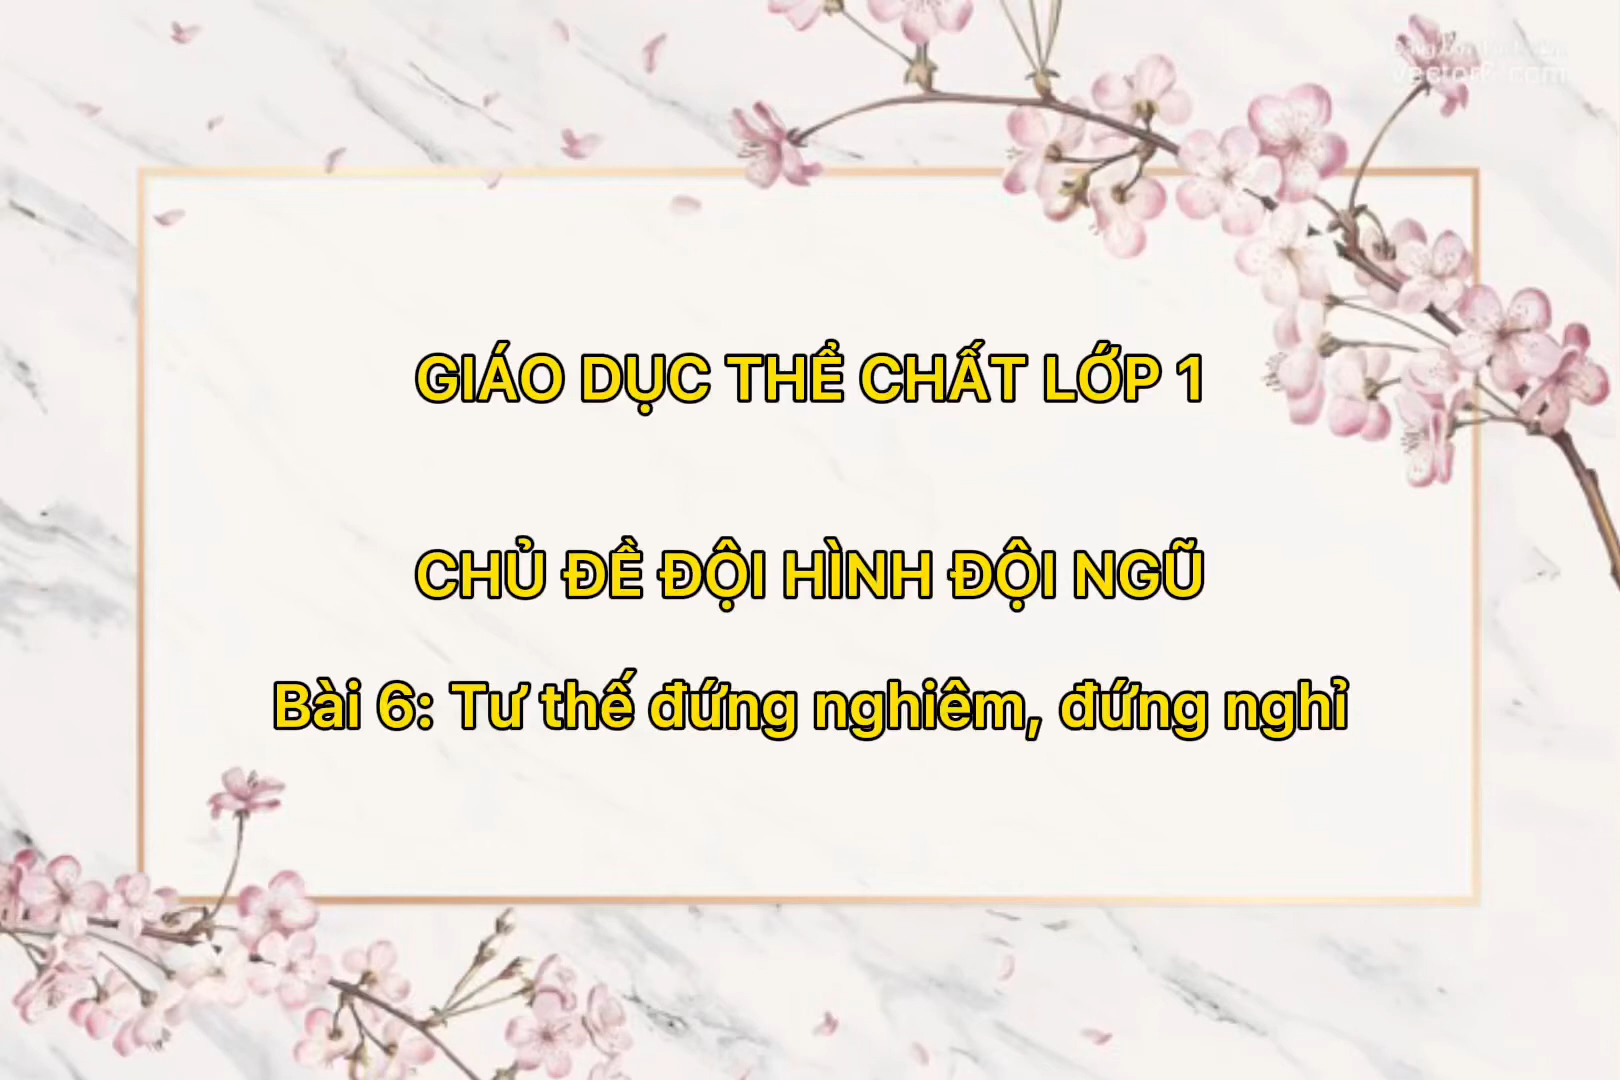 GIÁO DỤC THỂ CHẤT LỚP 1
CHỦ ĐỀ ĐỘI HÌNH ĐỘI NGŨ
Bài 6: Tư thế đứng nghiêm, đứng nghỉ